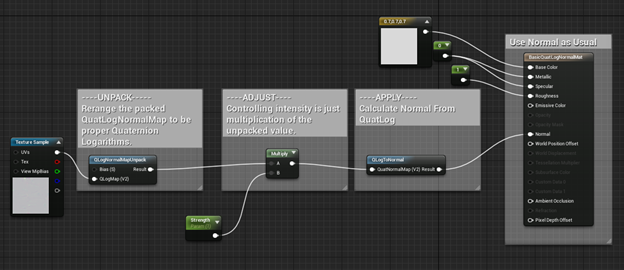 0.7,0.7,0.7
0
1
Use Normal as Usual
BasicQuatLogNormalMat
Base Color
Metallic
Specular
Roughness
Emissive Color
Opacity
Opacity Mask
Normal
World Position Offset
World Displacement
Tessellation Multiplier
Subsurface Color
Custom Data 0
Custom Data 1
Ambient Occlusion
Refraction
Pixel Depth Offset
----UNPACK-----
Rerange the packed
QuatLogNormalMap to be
proper Quaternion
Logarithms.
----ADJUST----
Controlling intensity is just
multiplication of the
unpacked value.
----APPLY----
Calculate Normal From
QuatLog
Texture Sample
UVs
Tex
View MipBias
QLogNormalMapUnpack
Bias (S)
Result
QLogMap (V2)
Multiply
A
B
QLogToNormal
QuatNormalMap (V2)
Result
Strength
Param (1)